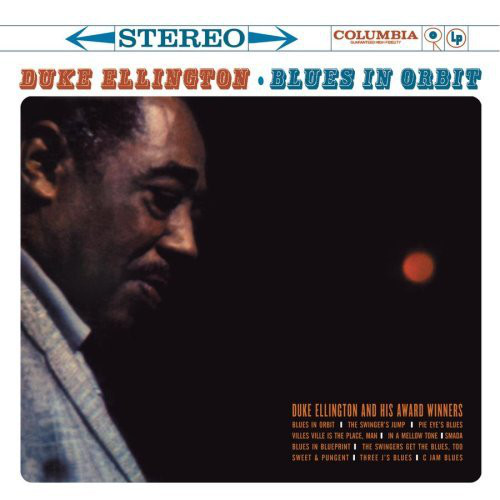 STEREO
COLUMBIA
GUARANTEED HIGH-FIDELITY
LP
DUKE ELLINGTON • BLUES IN ORBIT
DUKE ELLINGTON AND HIS AWARD WINNERS
BLUES IN ORBIT | THE SWINGER'S JUMP | PIE EYE'S BLUES
VILLES VILLE IS THE PLACE, MAN | IN A MELLOW TONE | SMADA
BLUES IN BLUEPRINT | THE SWINGERS GET THE BLUES, TOO
SWEET & PUNGENT | THREE J'S BLUES | C JAM BLUES